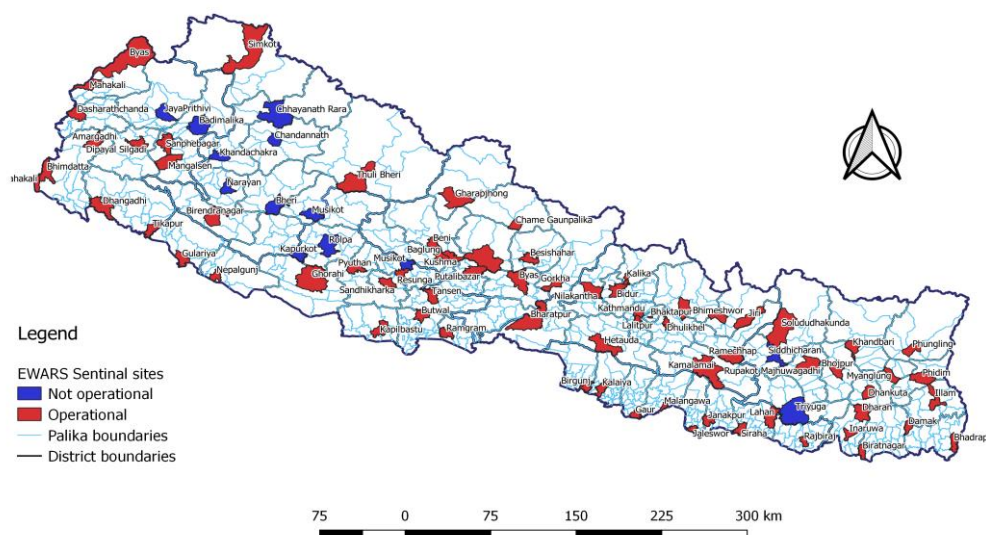 Simkot
Byas
Mahakali
Dasharathchanda
JayaPrithivi
Chhayanath Rara
Badimalika
Amargadhi
Sanphebagar
Chandannath
Dipayal Silgadi
Khandachakra
Bhimdatta
Mangalsen
Thuli Bheri
Narayan
Gharapjhong
Dhangadhi
Bheri
Birendranagar
Musikot
Chame Gaunpalika
Tikapur
Rolpa
Beni
Baglung
Besishahar
Gulariya
Kapurkot
Musikot
Kushma
Nepalgunj
Ghorahi
Pyuthan
Resunga
Putalibazar
Byas
Gorkha
Kalika
Sandhikharka
Tansen
Nilakantha
Bidur
Butwal
Bharatpur
Kathmandu
Bhaktapur
Bhimeshwor
Jiri
Solududhakunda
Kapilbastu
Ramgram
Lalitpur
Dhulikhel
Hetauda
Siddhicharan
Khandbari
Phungling
Ramechhap
Kamalamai
Rupakot
Majhuwagadhi
Bhojpur
Myanglung
Phidim
Birgunj
Kalaiya
Dhankuta
Illam
Malangawa
Gaur
Janakpur
Lahan
Triyuga
Dharan
Damak
Jaleswor
Siraha
Rajbiraj
Inaruwa
Biratnagar
Bhadrap
Legend
EWARS Sentinal sites
Not operational
Operational
Palika boundaries
District boundaries
75 0 75 150 225 300 km